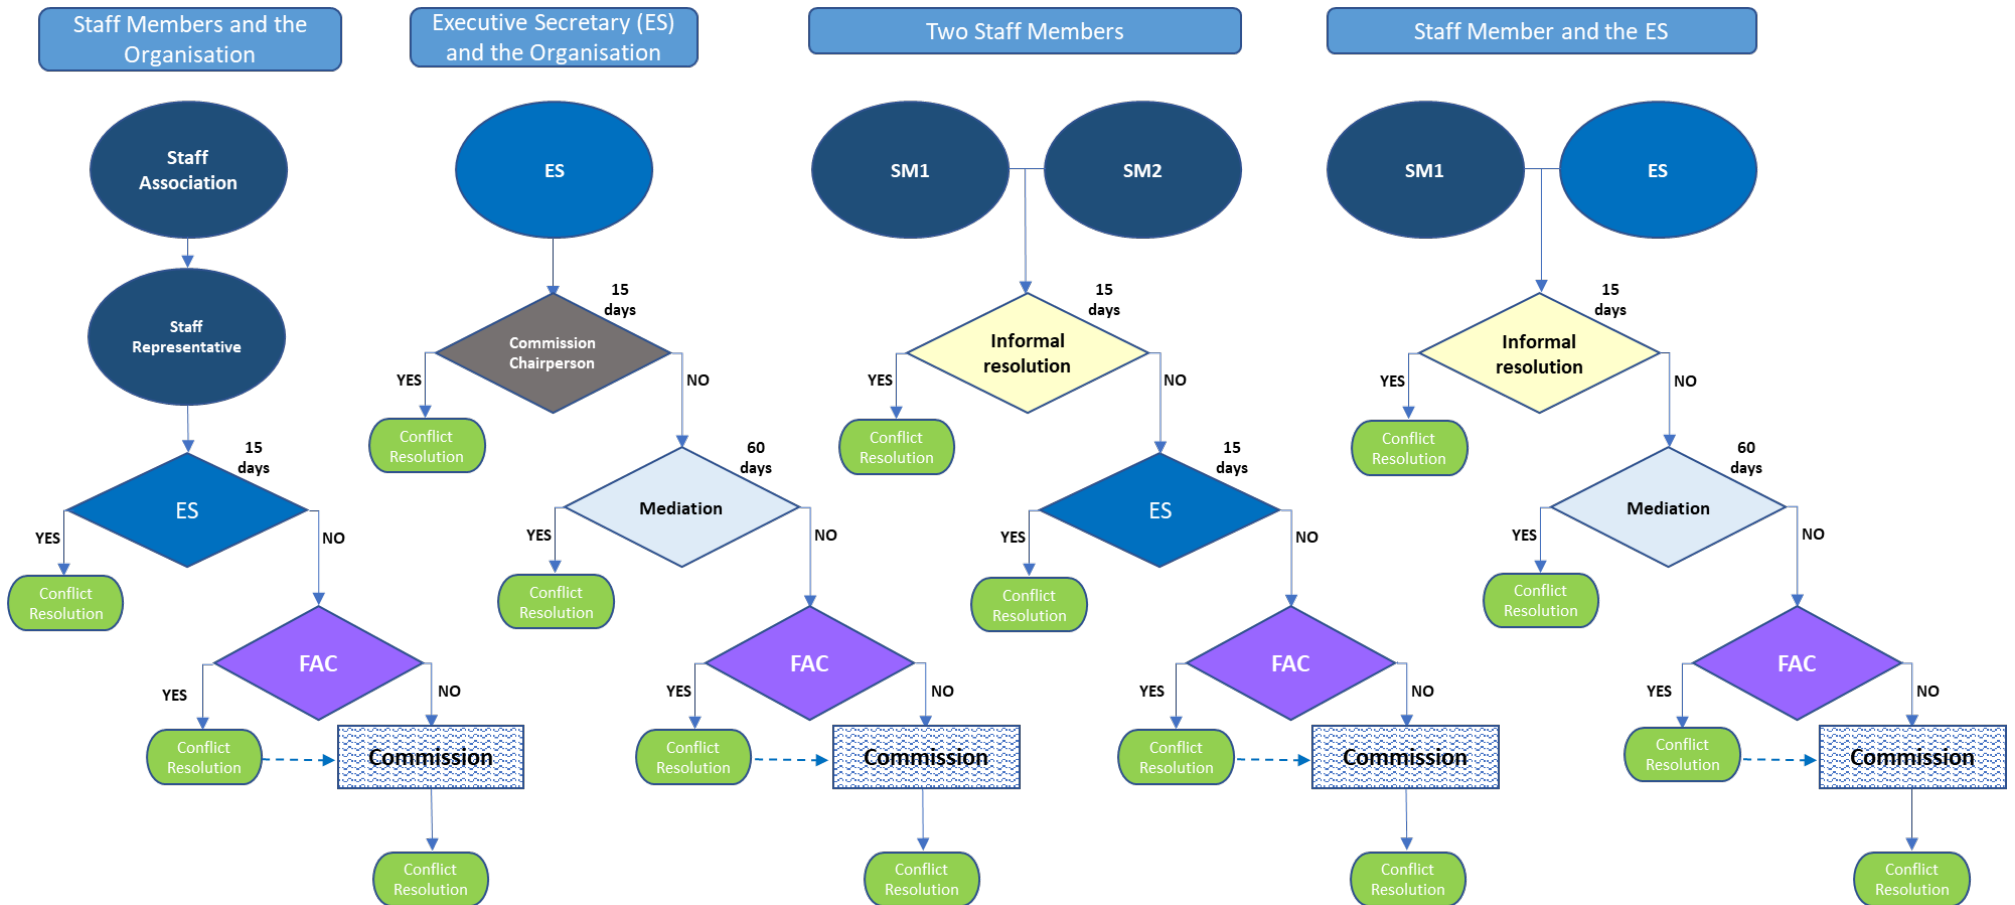 Staff Members and the
Organisation
Executive Secretary (ES)
and the Organisation
Two Staff Members
Staff Member and the ES
Staff
Association
ES
SM1
SM2
SM1
ES
Staff
Representative
15
days
Commission
Chairperson
YES
NO
Conflict
Resolution
15
days
Informal
resolution
YES
NO
Conflict
Resolution
15
days
Informal
resolution
YES
NO
Conflict
Resolution
15
days
ES
YES
NO
Conflict
Resolution
60
days
Mediation
YES
NO
Conflict
Resolution
15
days
ES
YES
NO
Conflict
Resolution
60
days
Mediation
YES
NO
Conflict
Resolution
FAC
YES
NO
Conflict
Resolution
Commission
FAC
YES
NO
Conflict
Resolution
Commission
FAC
YES
NO
Conflict
Resolution
Commission
FAC
YES
NO
Conflict
Resolution
Commission
Conflict
Resolution
Conflict
Resolution
Conflict
Resolution
Conflict
Resolution